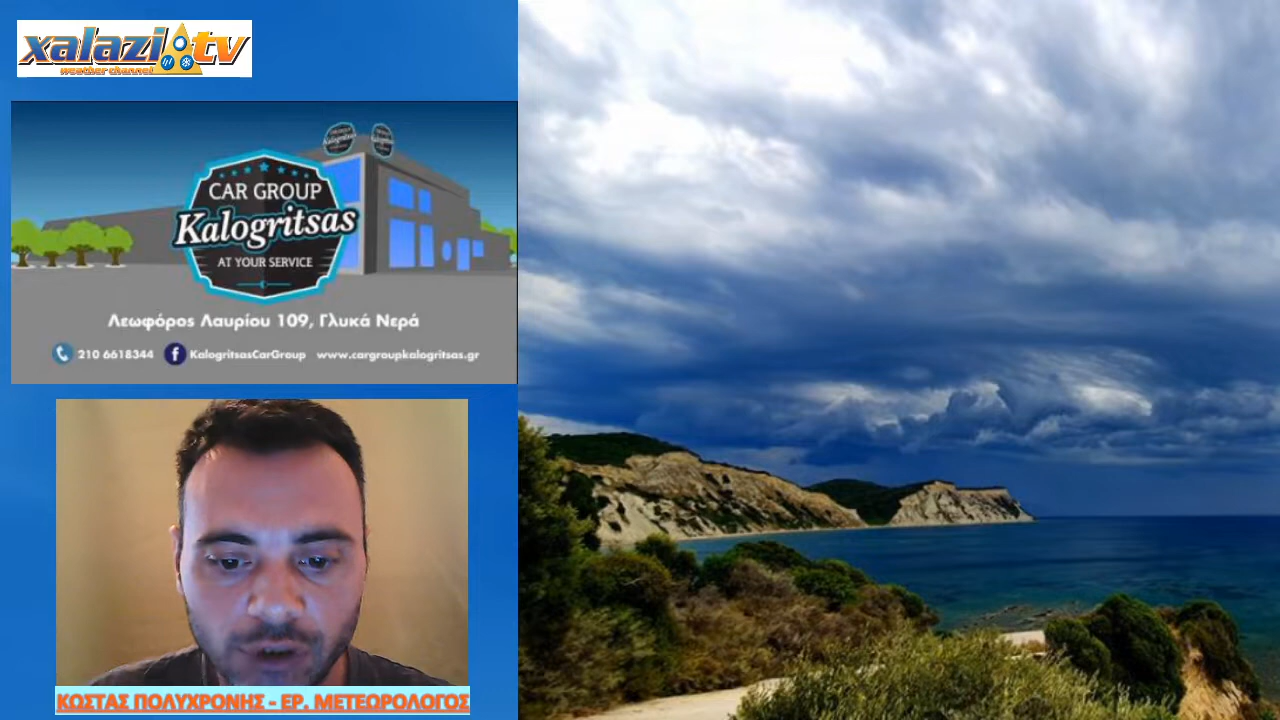 xalazi tv
weather channel
CAR GROUP
Kalogritsas
AT YOUR SERVICE
Λεωφόρος Λαυρίου 109, Γλυκά Νερά
210 6618344 KalogritsasCarGroup www.cargroupkalogritsas.gr
ΚΩΣΤΑΣ ΠΟΛΥΧΡΟΝΗΣ - ΕΡ. ΜΕΤΕΩΡΟΛΟΓΟΣ